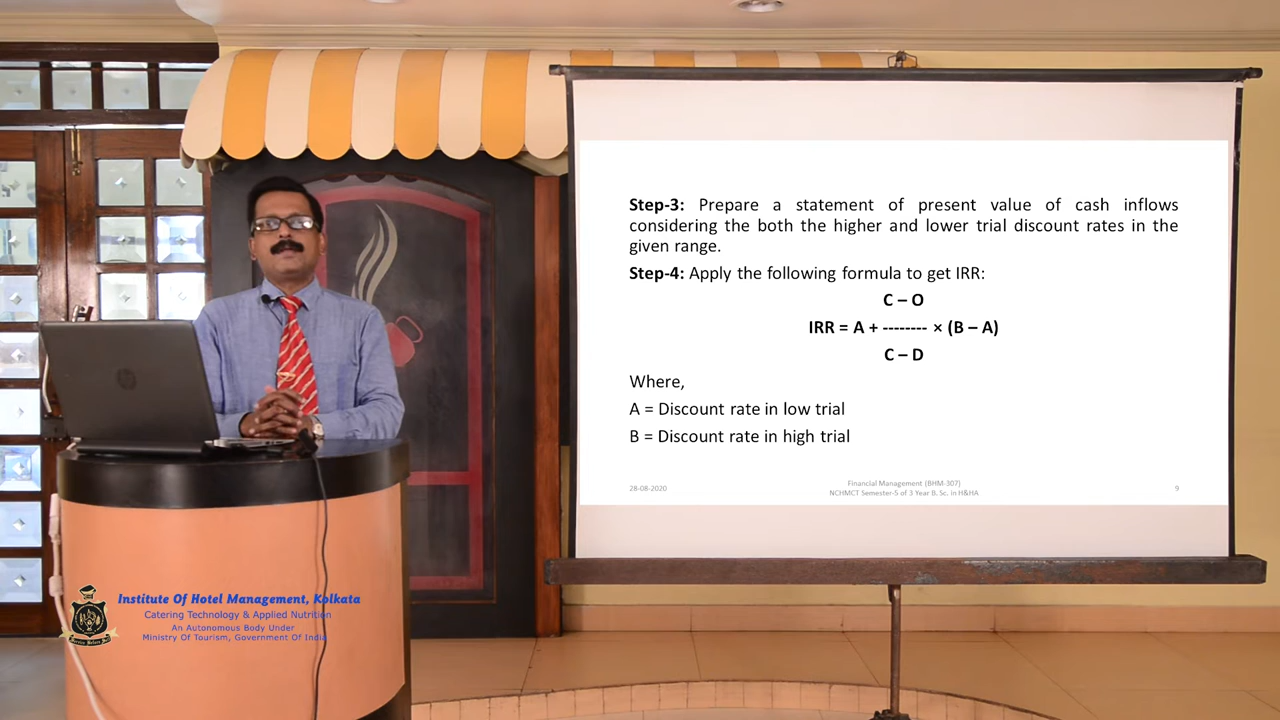 Step-3: Prepare a statement of present value of cash inflows
considering the both the higher and lower trial discount rates in the
given range.
Step-4: Apply the following formula to get IRR:
C – O
IRR = A + -------- × (B – A)
C – D
Where,
A = Discount rate in low trial
B = Discount rate in high trial
28-08-2020
Financial Management (BHM-307)
NCHMCT Semester-5 of 3 Year B. Sc. in H&HA
9
Institute Of Hotel Management, Kolkata
Catering Technology & Applied Nutrition
An Autonomous Body Under
Ministry Of Tourism, Government Of India